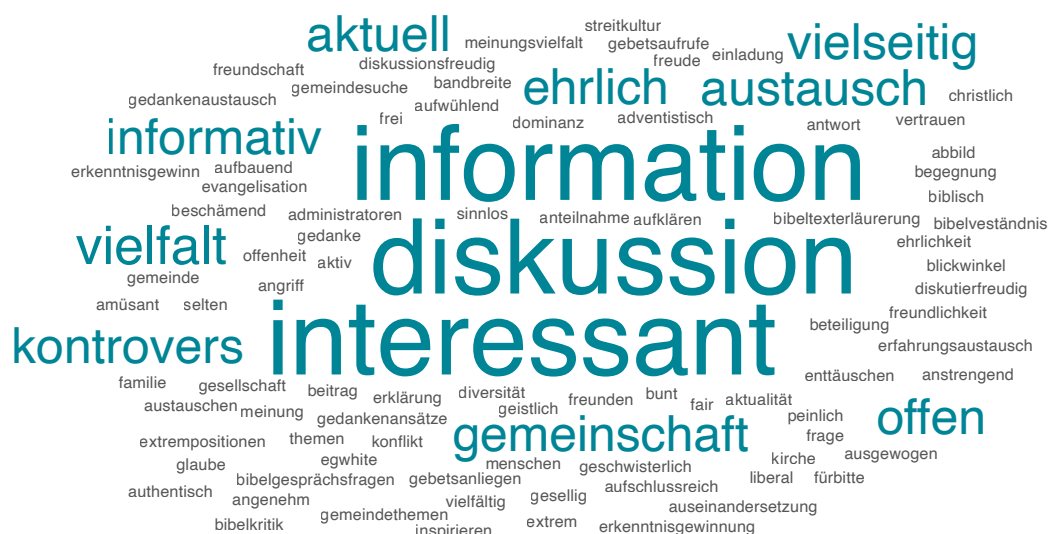 streitkultur
aktuell meinungsvielfalt gebetsaufrufe vielseitig
diskussionsfreudig freude einladung
freundschaft
gemeindesuche bandbreite ehrlich austausch christlich
gedankenaustausch aufwühlend
frei dominanz adventistisch antwort vertrauen
informativ information abbild
erkenntnisgewinn aufbauend begegnung
evangelisation biblisch
beschämend administratoren sinnlos anteilnahme aufklären bibeltexterläurerung bibelveständnis
gedanke ehrlichkeit
vielfalt offenheit aktiv diskussion blickwinkel
gemeinde angriff diskutierfreudig
amüsant selten freundlichkeit
kontrovers interessant beteiligung
erfahrungsaustausch
familie gesellschaft beitrag erklärung diversität enttäuschen anstrengend
austauschen meinung geistlich freunden bunt fair aktualität
gedankenansätze peinlich offen
extrempositionen themen konflikt gemeinschaft frage
glaube egwhite menschen geschwisterlich kirche ausgewogen
bibelgesprächsfragen gebetsanliegen aufschlussreich liberal fürbitte
authentisch angenehm vielfältig gesellig
auseinandersetzung
bibelkritik gemeindethemen inspirieren extrem erkenntnisgewinnung